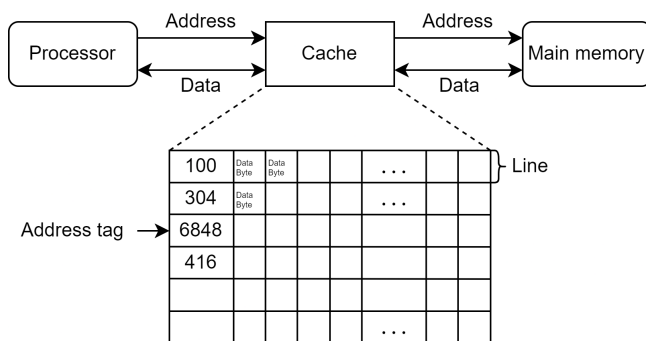 Address
Address
Processor
Cache
Main memory
Data
Data
100
Data
Byte
Data
Byte
. . .
Line
304
Data
Byte
. . .
Address tag
6848
416
. . .